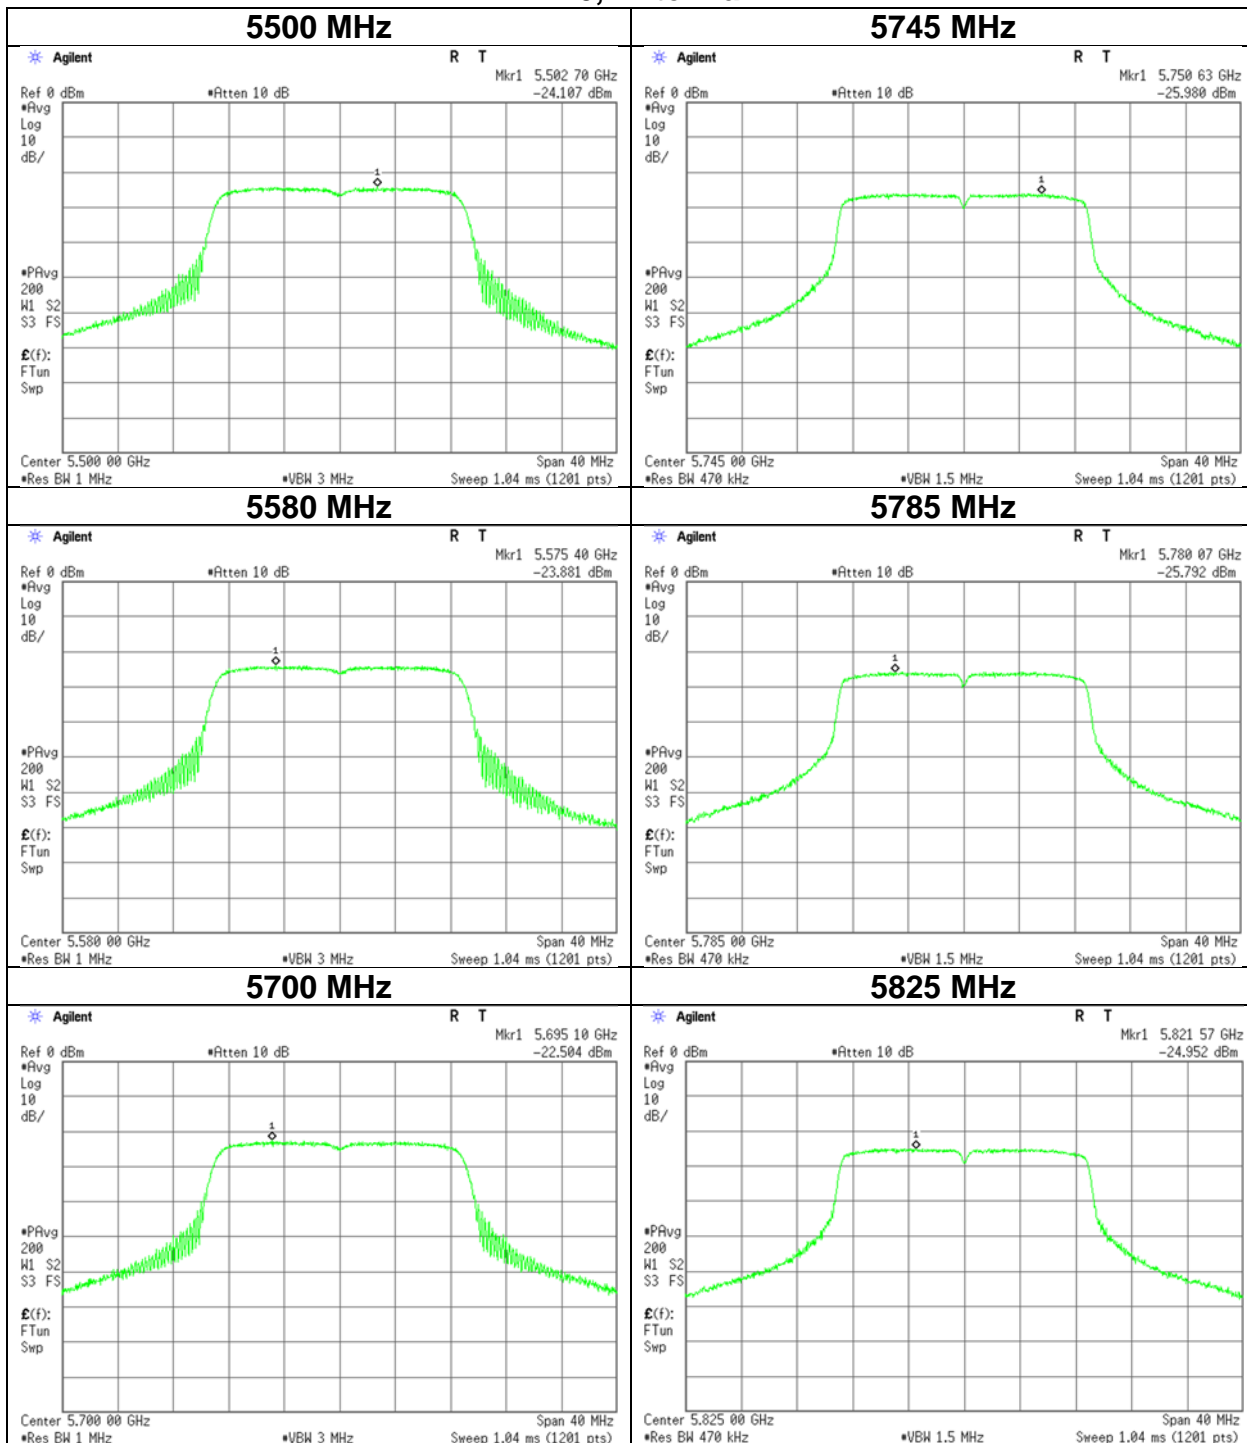 5500 MHz
Agilent R T
Mkr1 5.502 70 GHz
Ref 0 dBm *Atten 10 dB -24.107 dBm
*Avg
Log
10
dB/
1
*PAvg
200
W1 S2
S3 FS
£(f):
FTun
Swp
Center 5.500 00 GHz Span 40 MHz
*Res BW 1 MHz *VBW 3 MHz Sweep 1.04 ms (1201 pts)
5745 MHz
Agilent R T
Mkr1 5.750 63 GHz
Ref 0 dBm *Atten 10 dB -25.980 dBm
*Avg
Log
10
dB/
1
*PAvg
200
W1 S2
S3 FS
£(f):
FTun
Swp
Center 5.745 00 GHz Span 40 MHz
*Res BW 470 kHz *VBW 1.5 MHz Sweep 1.04 ms (1201 pts)
5580 MHz
Agilent R T
Mkr1 5.575 40 GHz
Ref 0 dBm *Atten 10 dB -23.881 dBm
*Avg
Log
10
dB/
1
*PAvg
200
W1 S2
S3 FS
£(f):
FTun
Swp
Center 5.580 00 GHz Span 40 MHz
*Res BW 1 MHz *VBW 3 MHz Sweep 1.04 ms (1201 pts)
5785 MHz
Agilent R T
Mkr1 5.780 07 GHz
Ref 0 dBm *Atten 10 dB -25.792 dBm
*Avg
Log
10
dB/
1
*PAvg
200
W1 S2
S3 FS
£(f):
FTun
Swp
Center 5.785 00 GHz Span 40 MHz
*Res BW 470 kHz *VBW 1.5 MHz Sweep 1.04 ms (1201 pts)
5700 MHz
Agilent R T
Mkr1 5.695 10 GHz
Ref 0 dBm *Atten 10 dB -22.504 dBm
*Avg
Log
10
dB/
1
*PAvg
200
W1 S2
S3 FS
£(f):
FTun
Swp
Center 5.700 00 GHz Span 40 MHz
*Res BW 1 MHz *VBW 3 MHz Sweep 1.04 ms (1201 pts)
5825 MHz
Agilent R T
Mkr1 5.821 57 GHz
Ref 0 dBm *Atten 10 dB -24.952 dBm
*Avg
Log
10
dB/
1
*PAvg
200
W1 S2
S3 FS
£(f):
FTun
Swp
Center 5.825 00 GHz Span 40 MHz
*Res BW 470 kHz *VBW 1.5 MHz Sweep 1.04 ms (1201 pts)